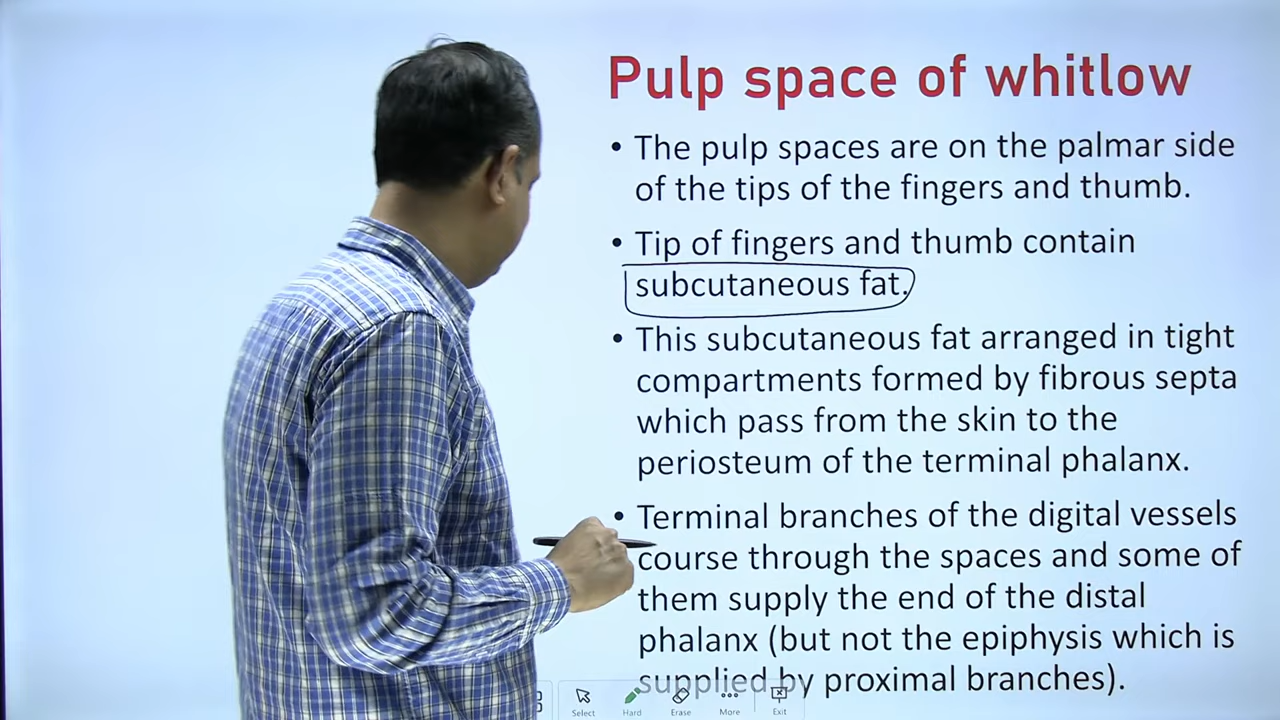 Pulp space of whitlow
• The pulp spaces are on the palmar side
of the tips of the fingers and thumb.
• Tip of fingers and thumb contain
subcutaneous fat.
• This subcutaneous fat arranged in tight
compartments formed by fibrous septa
which pass from the skin to the
periosteum of the terminal phalanx.
• Terminal branches of the digital vessels
course through the spaces and some of
them supply the end of the distal
phalanx (but not the epiphysis which is
supplied by proximal branches).
Select Hard Erase More Exit